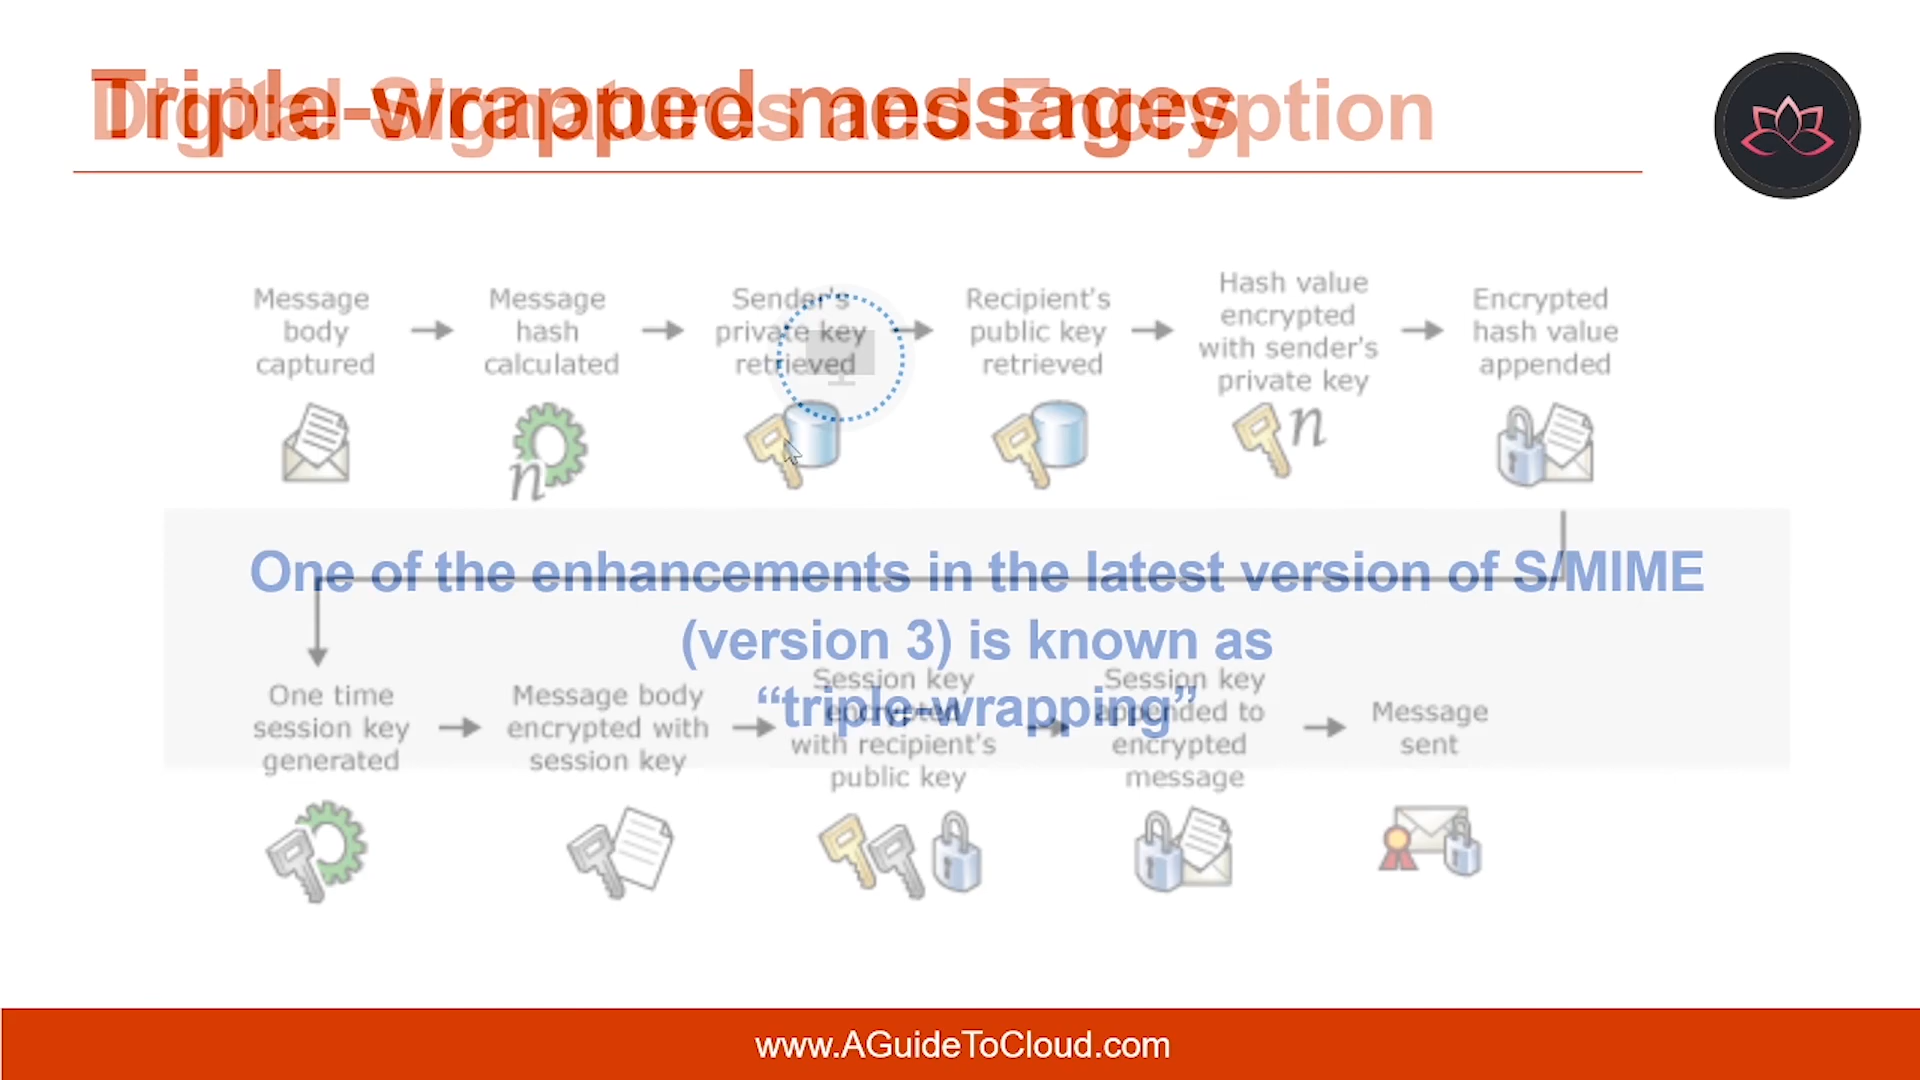 Triple-wrapped messages
Digital Signatures and Encryption
Message
body
captured
Message
hash
calculated
Sender's
private key
retrieved
Recipient's
public key
retrieved
Hash value
encrypted
with sender's
private key
Encrypted
hash value
appended
n
n
One of the enhancements in the latest version of S/MIME
(version 3) is known as
“triple-wrapping”
One time
session key
generated
Message body
encrypted with
session key
Session key
encrypted
with recipient's
public key
Session key
appended to
encrypted
message
Message
sent
www.AGuideToCloud.com